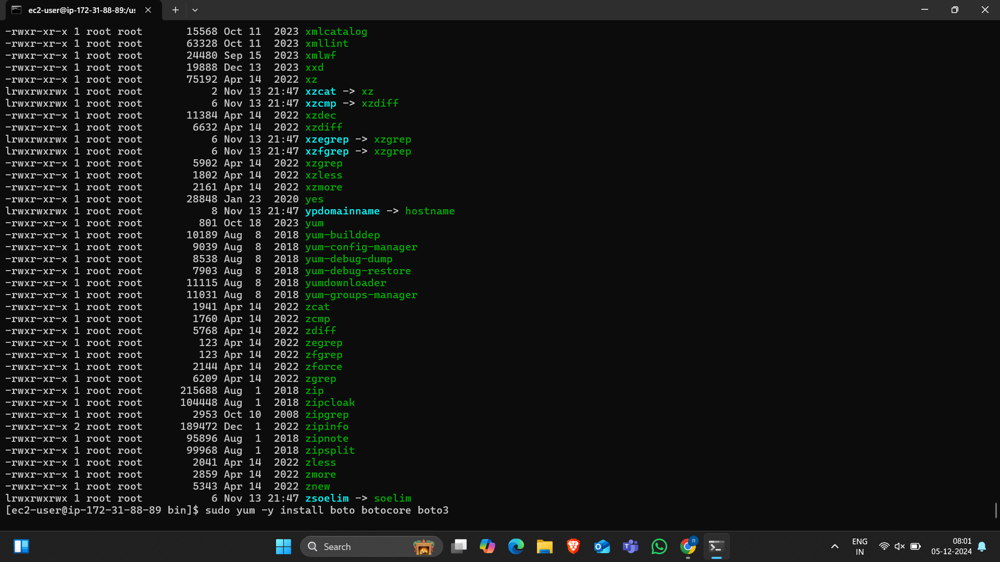 ec2-user@ip-172-31-88-89:/us
-rwxr-xr-x 1 root root       15568 Oct 11  2023 xmlcatalog
-rwxr-xr-x 1 root root       63328 Oct 11  2023 xmllint
-rwxr-xr-x 1 root root       24480 Sep 15  2023 xmlwf
-rwxr-xr-x 1 root root       19888 Dec 13  2023 xxd
-rwxr-xr-x 1 root root       75192 Apr 14  2022 xz
lrwxrwxrwx 1 root root           2 Nov 13 21:47 xzcat -> xz
lrwxrwxrwx 1 root root           6 Nov 13 21:47 xzcmp -> xzdiff
-rwxr-xr-x 1 root root       11384 Apr 14  2022 xzdec
-rwxr-xr-x 1 root root        6632 Apr 14  2022 xzdiff
lrwxrwxrwx 1 root root           6 Nov 13 21:47 xzegrep -> xzgrep
lrwxrwxrwx 1 root root           6 Nov 13 21:47 xzfgrep -> xzgrep
-rwxr-xr-x 1 root root        5902 Apr 14  2022 xzgrep
-rwxr-xr-x 1 root root        1802 Apr 14  2022 xzless
-rwxr-xr-x 1 root root        2161 Apr 14  2022 xzmore
-rwxr-xr-x 1 root root       28848 Jan 23  2020 yes
lrwxrwxrwx 1 root root           8 Nov 13 21:47 ypdomainname -> hostname
-rwxr-xr-x 1 root root         801 Oct 18  2023 yum
-rwxr-xr-x 1 root root       10189 Aug  8  2018 yum-builddep
-rwxr-xr-x 1 root root        9039 Aug  8  2018 yum-config-manager
-rwxr-xr-x 1 root root        8538 Aug  8  2018 yum-debug-dump
-rwxr-xr-x 1 root root        7903 Aug  8  2018 yum-debug-restore
-rwxr-xr-x 1 root root       11115 Aug  8  2018 yumdownloader
-rwxr-xr-x 1 root root       11031 Aug  8  2018 yum-groups-manager
-rwxr-xr-x 1 root root        1941 Apr 14  2022 zcat
-rwxr-xr-x 1 root root        1760 Apr 14  2022 zcmp
-rwxr-xr-x 1 root root        5768 Apr 14  2022 zdiff
-rwxr-xr-x 1 root root         123 Apr 14  2022 zegrep
-rwxr-xr-x 1 root root         123 Apr 14  2022 zfgrep
-rwxr-xr-x 1 root root        2144 Apr 14  2022 zforce
-rwxr-xr-x 1 root root        6209 Apr 14  2022 zgrep
-rwxr-xr-x 1 root root      215688 Aug  1  2018 zip
-rwxr-xr-x 1 root root      104448 Aug  1  2018 zipcloak
-rwxr-xr-x 1 root root        2953 Oct 10  2008 zipgrep
-rwxr-xr-x 2 root root      189472 Dec  1  2022 zipinfo
-rwxr-xr-x 1 root root       95896 Aug  1  2018 zipnote
-rwxr-xr-x 1 root root       99968 Aug  1  2018 zipsplit
-rwxr-xr-x 1 root root        2041 Apr 14  2022 zless
-rwxr-xr-x 1 root root        2859 Apr 14  2022 zmore
-rwxr-xr-x 1 root root        5343 Apr 14  2022 znew
lrwxrwxrwx 1 root root           6 Nov 13 21:47 zsoelim -> soelim
[ec2-user@ip-172-31-88-89 bin]$ sudo yum -y install boto botocore boto3
Search
ENG
IN
08:01
05-12-2024